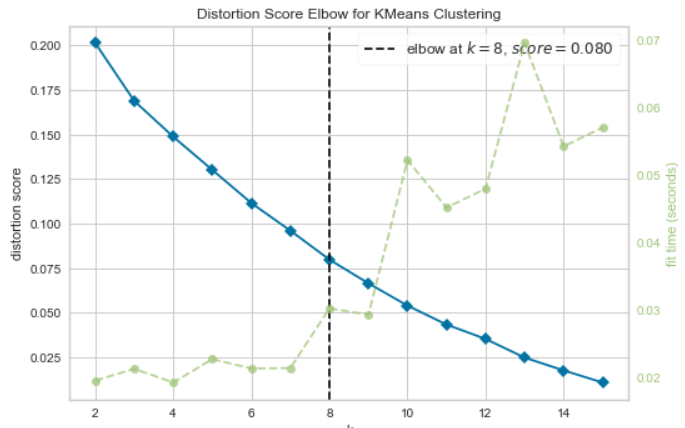 Distortion Score Elbow for KMeans Clustering
elbow at k = 8, score = 0.080
distortion score
0.200
0.175
0.150
0.125
0.100
0.075
0.050
0.025
0.07
0.06
0.05
0.04
0.03
0.02
fit time (seconds)
2 4 6 8 10 12 14